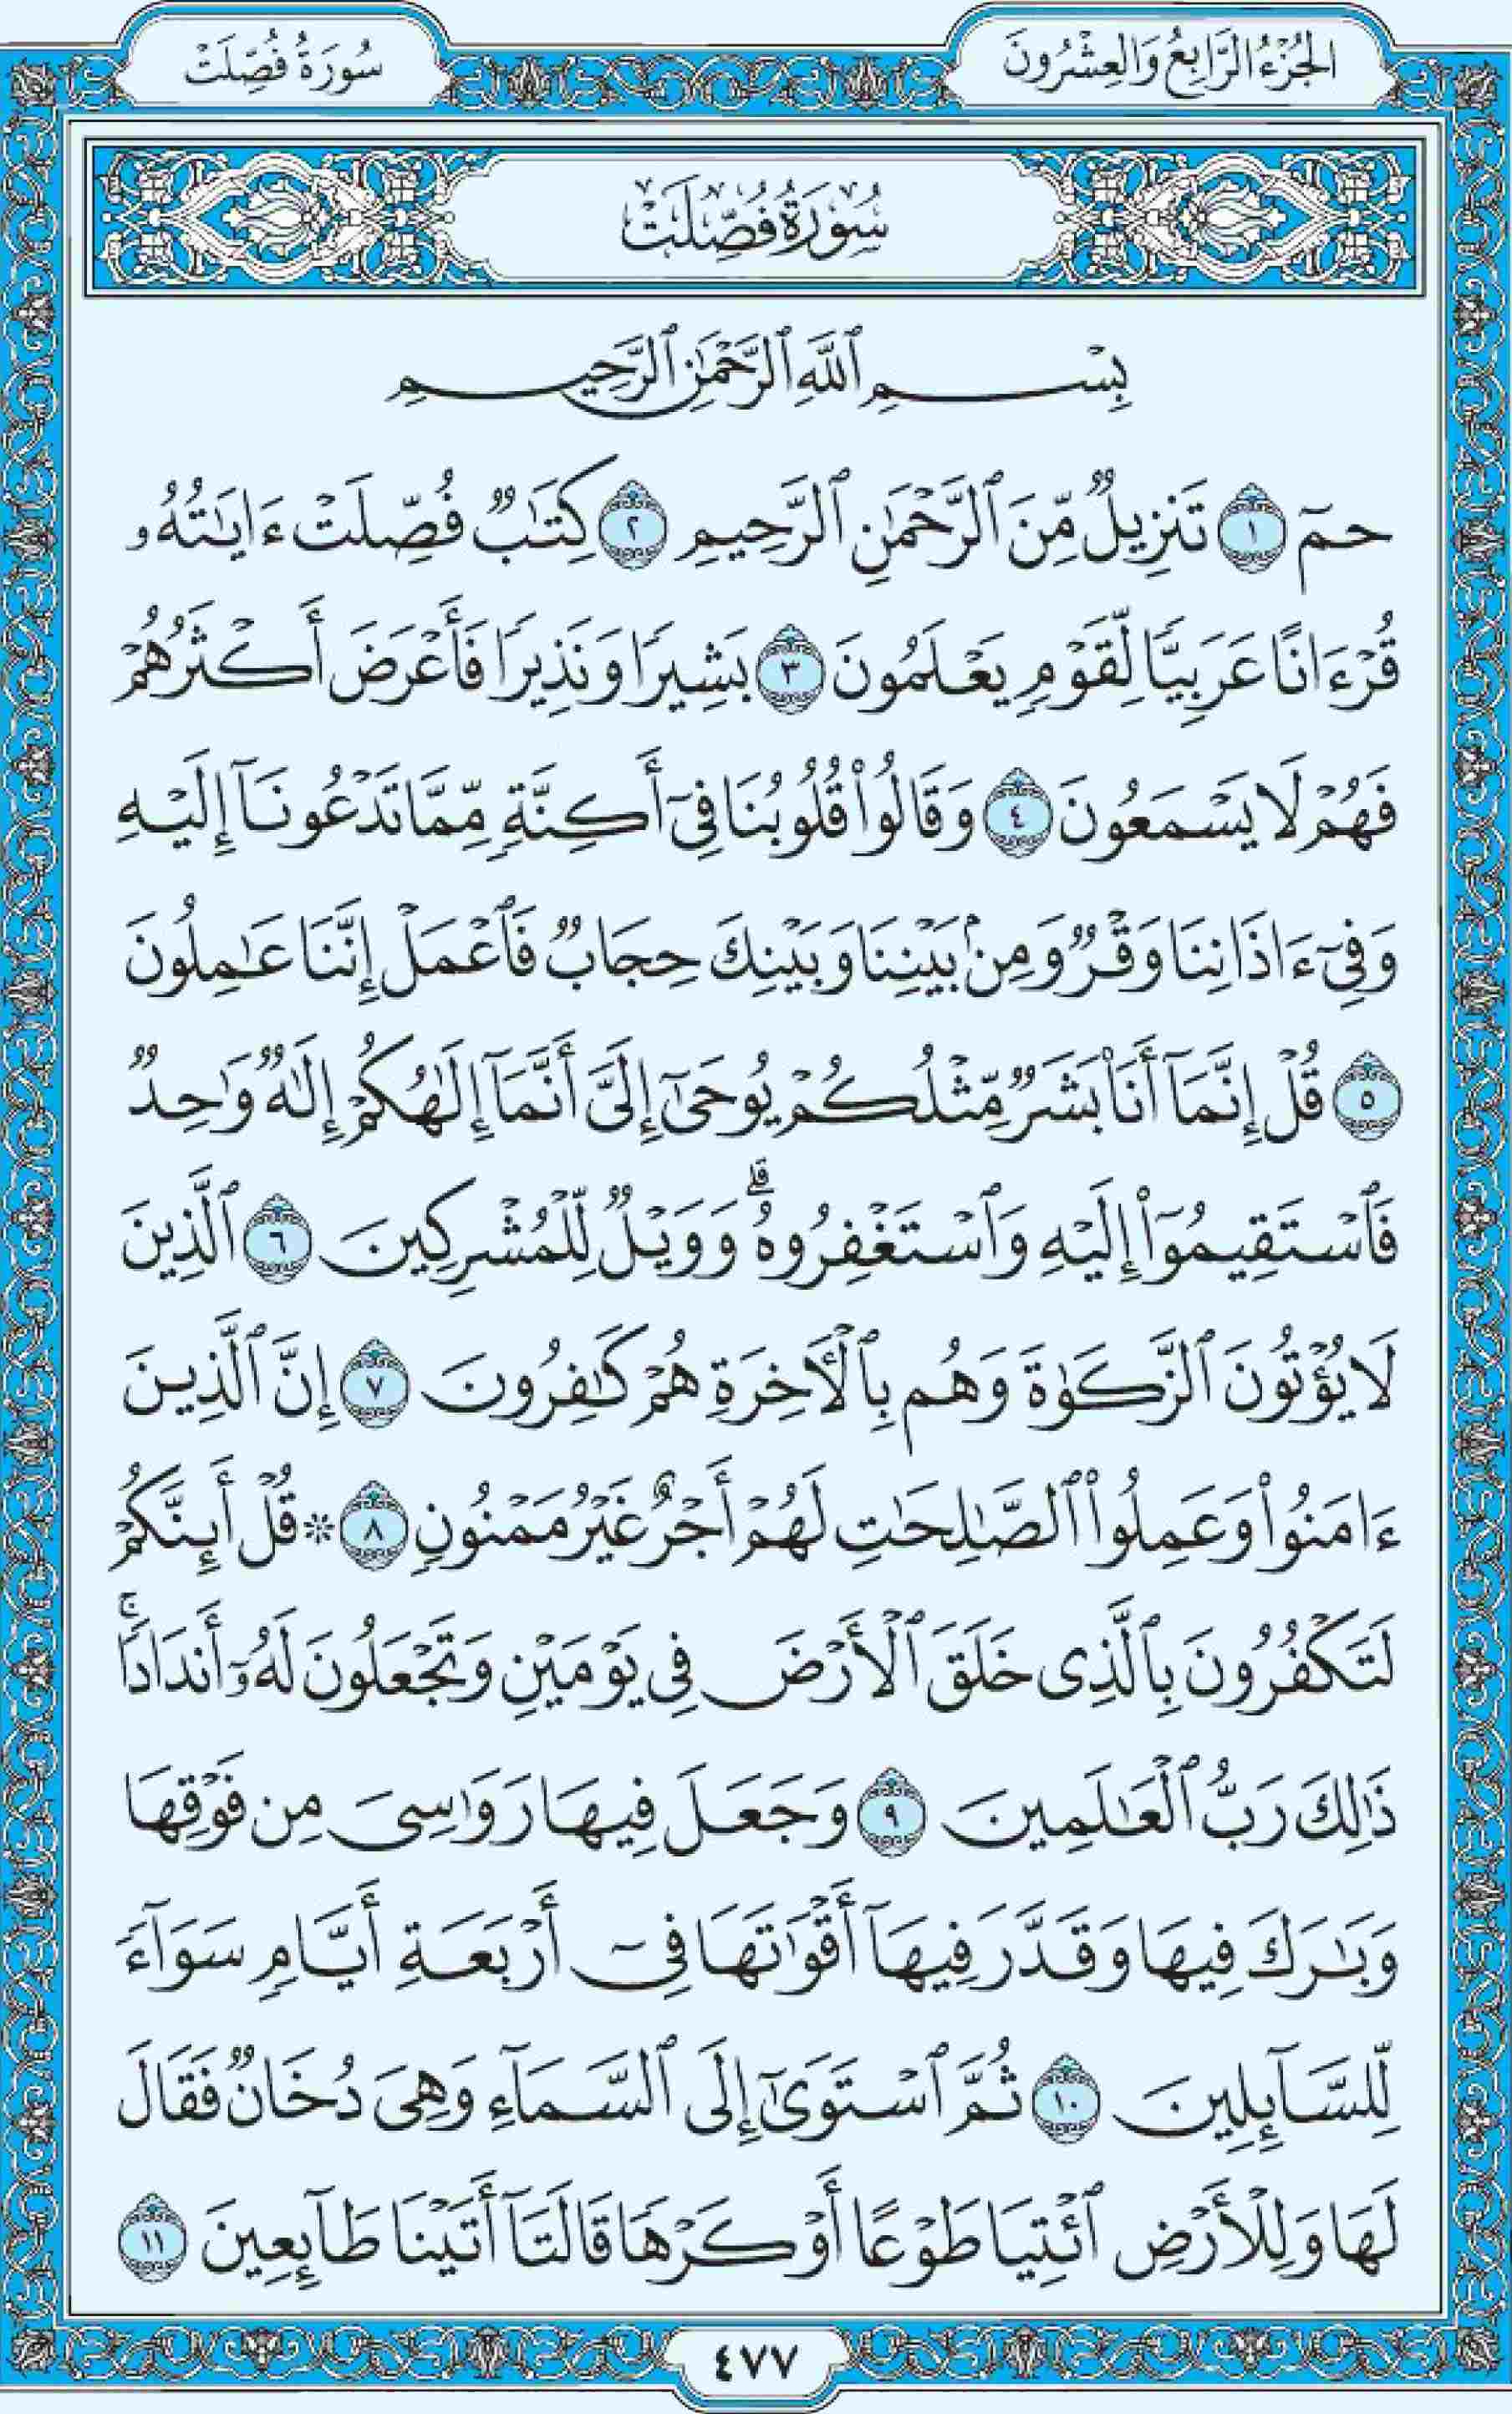 الجُزْءُ الرَّابِعُ وَالعِشْرُونَ
سُورَةُ فُصِّلَتْ
سُورَةُ فُصِّلَتْ
بِسْمِ ٱللَّهِ ٱلرَّحْمَٰنِ ٱلرَّحِيمِ
حمٓ ١ تَنزِيلٌ مِّنَ ٱلرَّحْمَٰنِ ٱلرَّحِيمِ ٢ كِتَٰبٌ فُصِّلَتْ ءَايَٰتُهُۥ
قُرْءَانًا عَرَبِيًّا لِّقَوْمٍ يَعْلَمُونَ ٣ بَشِيرًا وَنَذِيرًا فَأَعْرَضَ أَكْثَرُهُمْ
فَهُمْ لَا يَسْمَعُونَ ٤ وَقَالُوا۟ قُلُوبُنَا فِىٓ أَكِنَّةٍ مِّمَّا تَدْعُونَآ إِلَيْهِ
وَفِىٓ ءَاذَانِنَا وَقْرٌ وَمِنۢ بَيْنِنَا وَبَيْنِكَ حِجَابٌ فَٱعْمَلْ إِنَّنَا عَٰمِلُونَ
٥ قُلْ إِنَّمَآ أَنَا۠ بَشَرٌ مِّثْلُكُمْ يُوحَىٰٓ إِلَىَّ أَنَّمَآ إِلَٰهُكُمْ إِلَٰهٌ وَٰحِدٌ
فَٱسْتَقِيمُوٓا۟ إِلَيْهِ وَٱسْتَغْفِرُوهُ ۗ وَوَيْلٌ لِّلْمُشْرِكِينَ ٦ ٱلَّذِينَ
لَا يُؤْتُونَ ٱلزَّكَوٰةَ وَهُم بِٱلْأَخِرَةِ هُمْ كَٰفِرُونَ ٧ إِنَّ ٱلَّذِينَ
ءَامَنُوا۟ وَعَمِلُوا۟ ٱلصَّٰلِحَٰتِ لَهُمْ أَجْرٌ غَيْرُ مَمْنُونٍ ٨ ۞ قُلْ أَئِنَّكُمْ
لَتَكْفُرُونَ بِٱلَّذِى خَلَقَ ٱلْأَرْضَ فِى يَوْمَيْنِ وَتَجْعَلُونَ لَهُۥٓ أَندَادًا ۚ
ذَٰلِكَ رَبُّ ٱلْعَٰلَمِينَ ٩ وَجَعَلَ فِيهَا رَوَٰسِىَ مِن فَوْقِهَا
وَبَٰرَكَ فِيهَا وَقَدَّرَ فِيهَآ أَقْوَٰتَهَا فِىٓ أَرْبَعَةِ أَيَّامٍ سَوَآءً
لِّلسَّآئِلِينَ ١٠ ثُمَّ ٱسْتَوَىٰٓ إِلَى ٱلسَّمَآءِ وَهِىَ دُخَانٌ فَقَالَ
لَهَا وَلِلْأَرْضِ ٱئْتِيَا طَوْعًا أَوْ كَرْهًا قَالَتَآ أَتَيْنَا طَآئِعِينَ ١١
٤٧٧